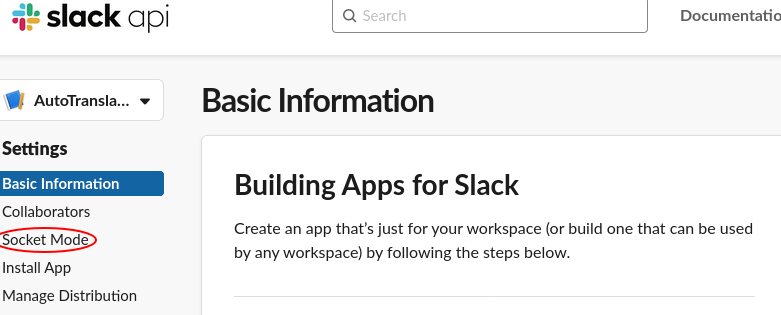 slack api
Search
Documentatio
AutoTransla...
Basic Information
Settings
Basic Information
Collaborators
Socket Mode
Install App
Manage Distribution
Building Apps for Slack
Create an app that’s just for your workspace (or build one that can be used
by any workspace) by following the steps below.